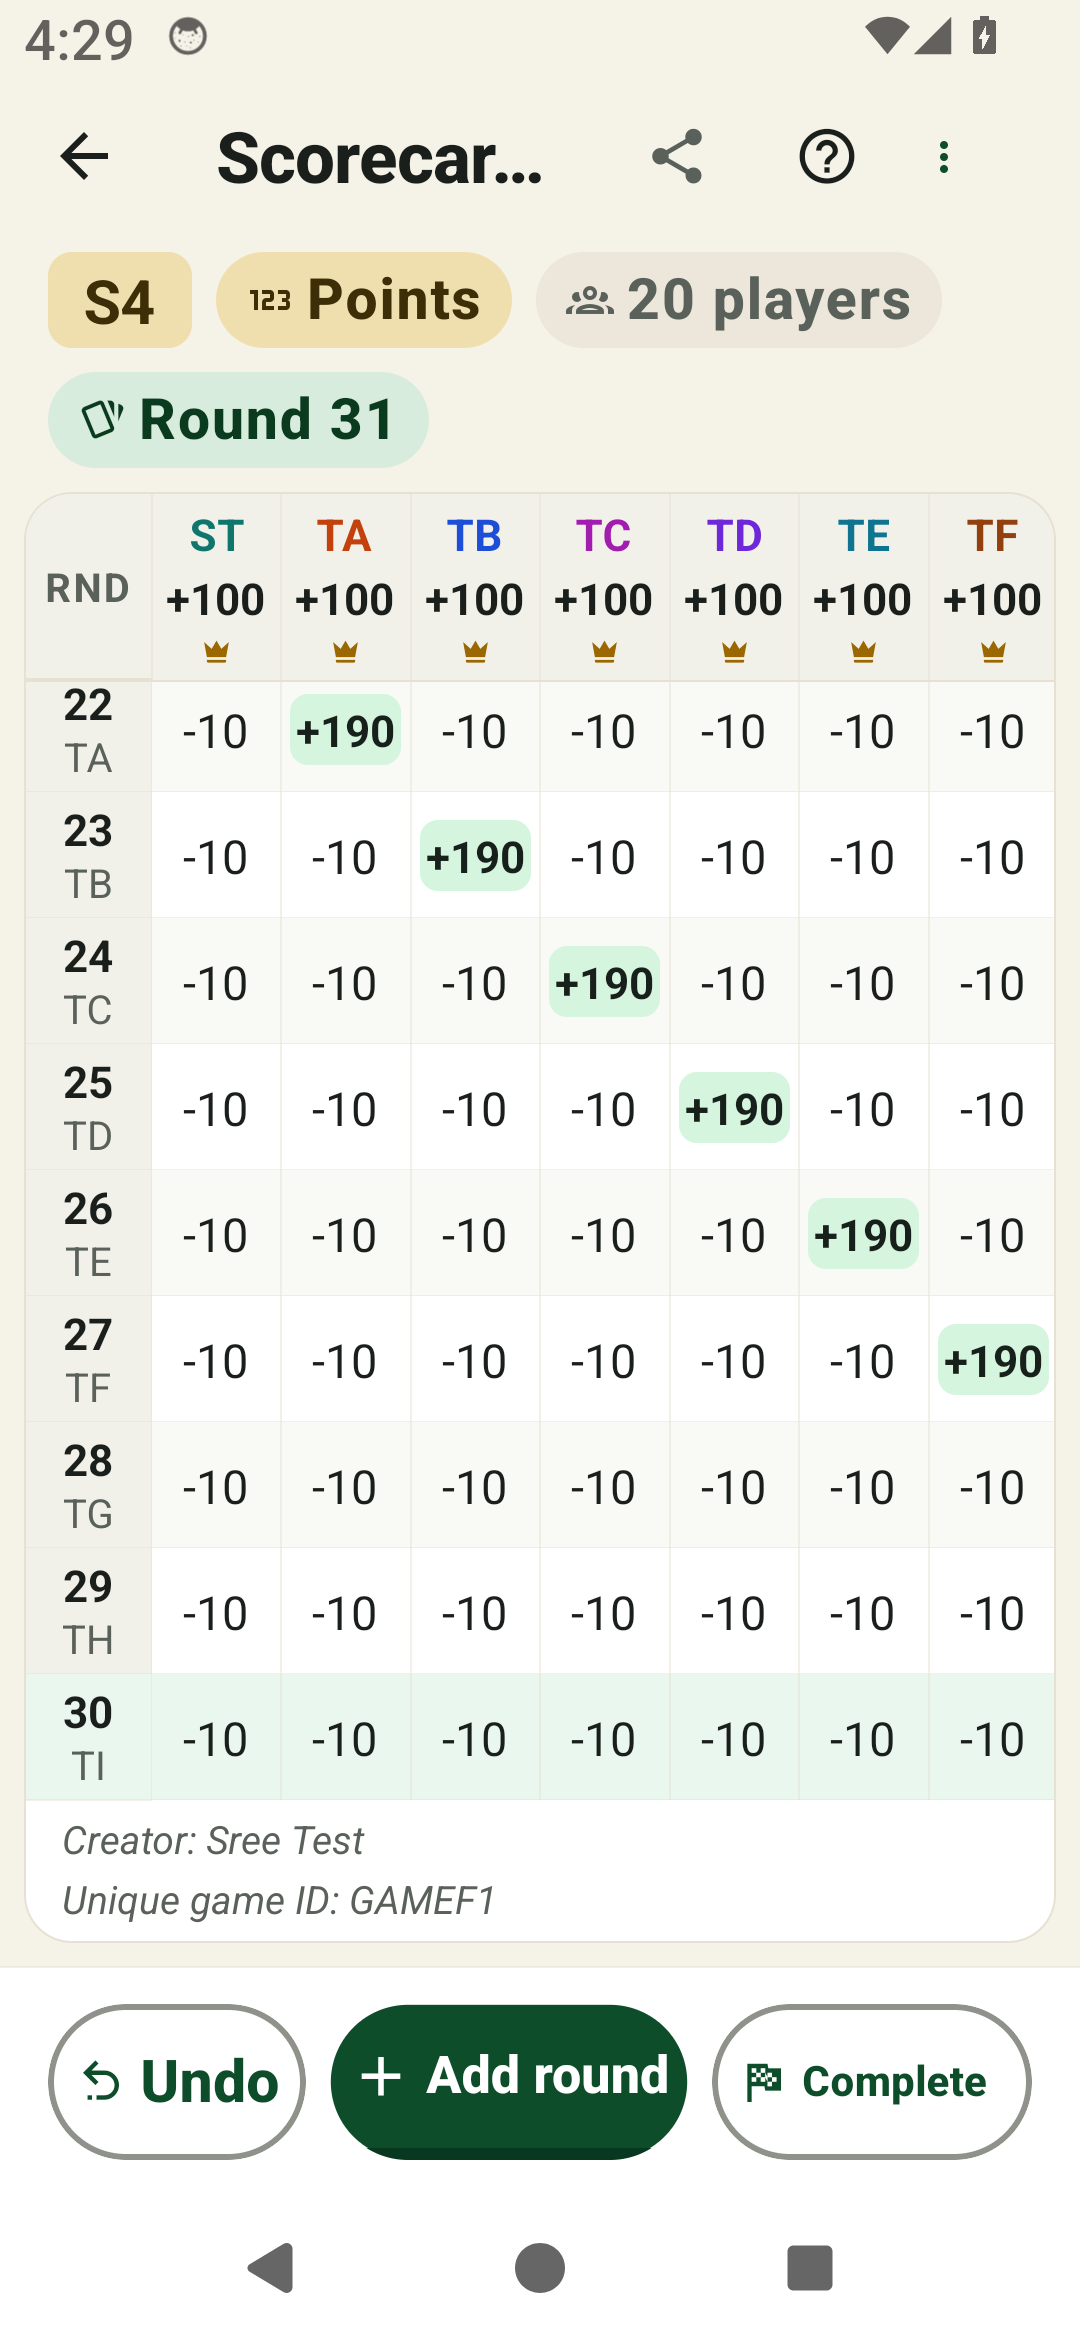 4:29
Scorecar...
S4 123 Points 20 players
Round 31
RND ST TA TB TC TD TE TF
+100 +100 +100 +100 +100 +100 +100
22 TA -10 +190 -10 -10 -10 -10 -10
23 TB -10 -10 +190 -10 -10 -10 -10
24 TC -10 -10 -10 +190 -10 -10 -10
25 TD -10 -10 -10 -10 +190 -10 -10
26 TE -10 -10 -10 -10 -10 +190 -10
27 TF -10 -10 -10 -10 -10 -10 +190
28 TG -10 -10 -10 -10 -10 -10 -10
29 TH -10 -10 -10 -10 -10 -10 -10
30 TI -10 -10 -10 -10 -10 -10 -10
Creator: Sree Test
Unique game ID: GAMEF1
Undo + Add round Complete